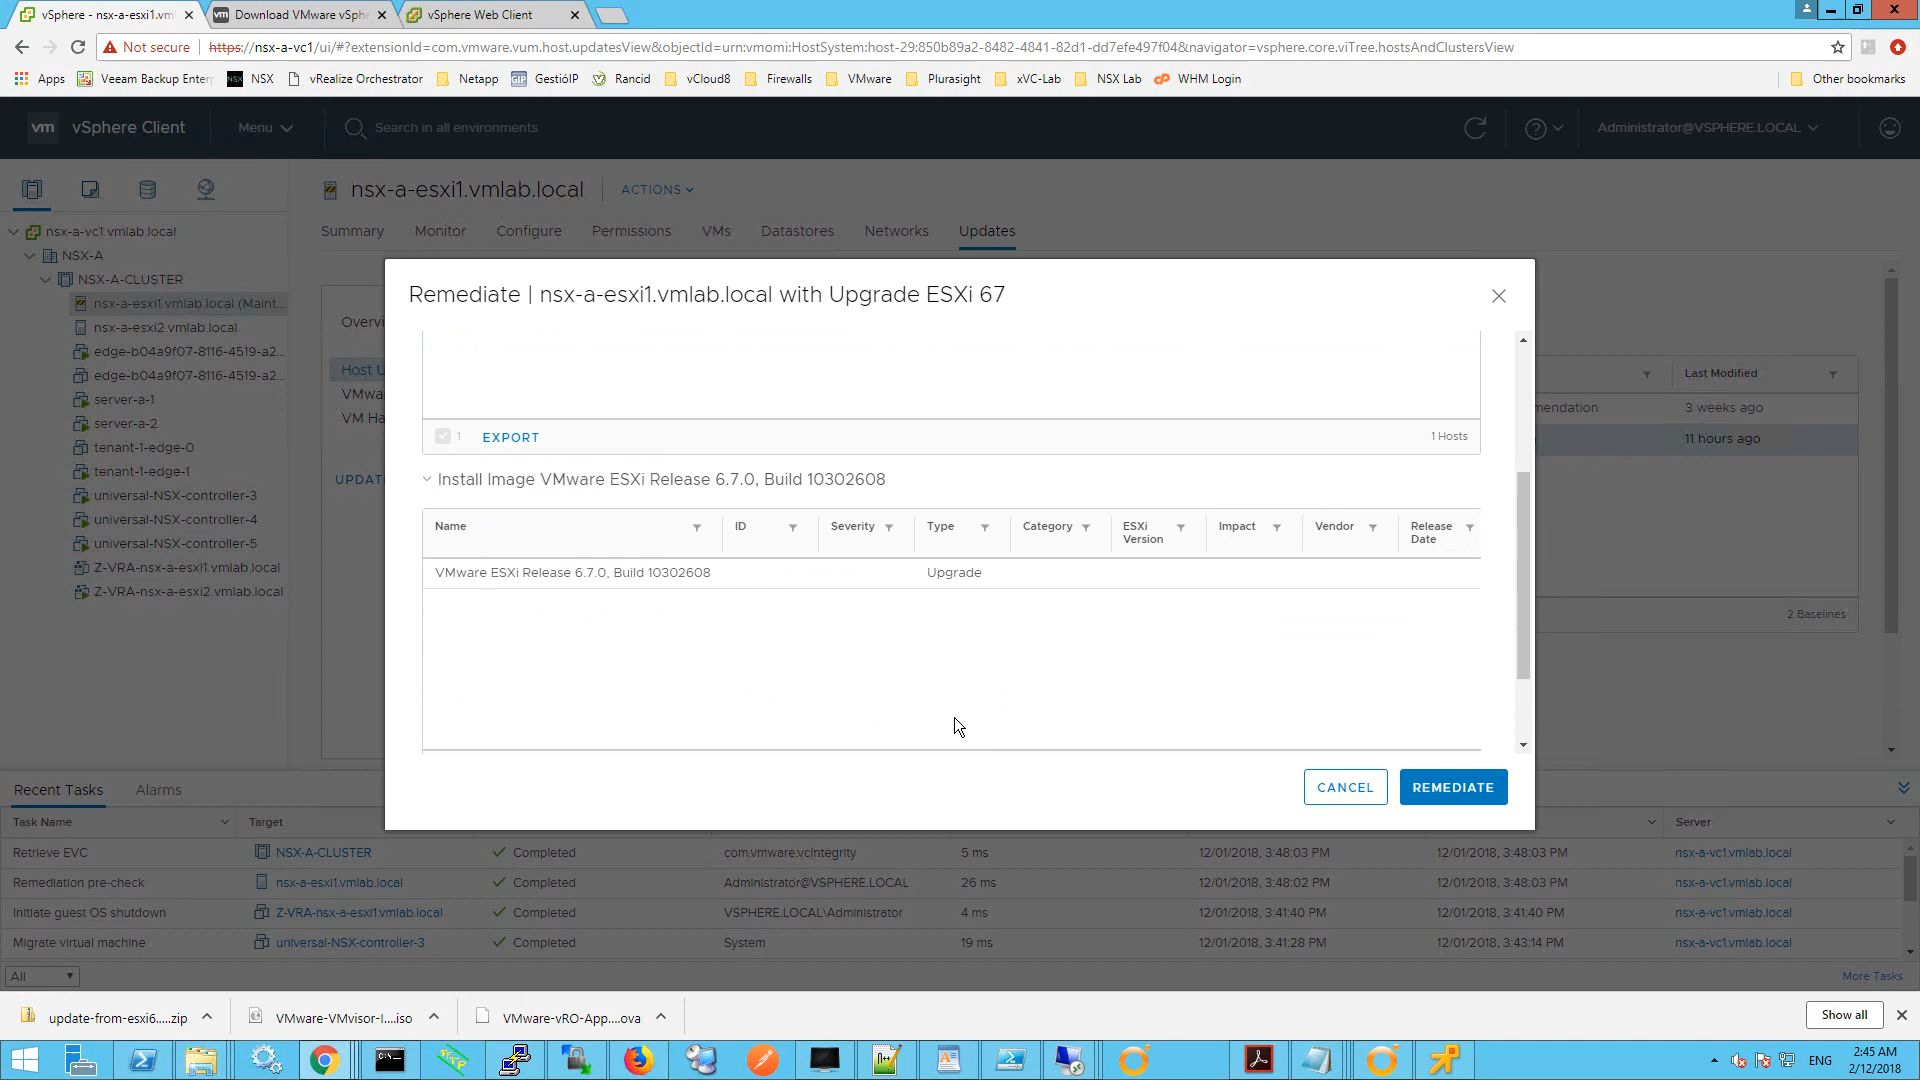 vSphere - nsx-a-esxi1.vml
Download VMware vSphe
vSphere Web Client
Not secure
https://nsx-a-vc1/ui/#?extensionId=com.vmware.vum.host.updatesView&objectId=urn:vmomi:HostSystem:host-29:850b89a2-8482-4841-82d1-dd7efe497f04&navigator=vsphere.core.viTree.hostsAndClustersView
Apps
Veeam Backup Enter
NSX
vRealize Orchestrator
Netapp
GestióIP
Rancid
vCloud8
Firewalls
VMware
Plurasight
xVC-Lab
NSX Lab
WHM Login
Other bookmarks
vm vSphere Client
Menu
Search in all environments
Administrator@VSPHERE.LOCAL
nsx-a-esxi1.vmlab.local
ACTIONS
Summary Monitor Configure Permissions VMs Datastores Networks Updates
nsx-a-vc1.vmlab.local
NSX-A
NSX-A-CLUSTER
nsx-a-esxi1.vmlab.local (Maint...
nsx-a-esxi2.vmlab.local
edge-b04a9f07-8116-4519-a2...
edge-b04a9f07-8116-4519-a2...
server-a-1
server-a-2
tenant-1-edge-0
tenant-1-edge-1
universal-NSX-controller-3
universal-NSX-controller-4
universal-NSX-controller-5
Z-VRA-nsx-a-esxi1.vmlab.local
Z-VRA-nsx-a-esxi2.vmlab.local
Overvi
Host U
VMwa
VM Ha
UPDAT
Remediate | nsx-a-esxi1.vmlab.local with Upgrade ESXi 67
1 EXPORT
1 Hosts
Install Image VMware ESXi Release 6.7.0, Build 10302608
Name ID Severity Type Category ESXi Version Impact Vendor Release Date
VMware ESXi Release 6.7.0, Build 10302608 Upgrade
CANCEL
REMEDIATE
Last Modified
mendation 3 weeks ago
11 hours ago
2 Baselines
Recent Tasks Alarms
Task Name Target Server
Retrieve EVC NSX-A-CLUSTER Completed com.vmware.vcIntegrity 5 ms 12/01/2018, 3:48:03 PM 12/01/2018, 3:48:03 PM nsx-a-vc1.vmlab.local
Remediation pre-check nsx-a-esxi1.vmlab.local Completed Administrator@VSPHERE.LOCAL 26 ms 12/01/2018, 3:48:02 PM 12/01/2018, 3:48:03 PM nsx-a-vc1.vmlab.local
Initiate guest OS shutdown Z-VRA-nsx-a-esxi1.vmlab.local Completed VSPHERE.LOCAL\Administrator 4 ms 12/01/2018, 3:41:40 PM 12/01/2018, 3:41:40 PM nsx-a-vc1.vmlab.local
Migrate virtual machine universal-NSX-controller-3 Completed System 19 ms 12/01/2018, 3:41:28 PM 12/01/2018, 3:43:14 PM nsx-a-vc1.vmlab.local
All
More Tasks
update-from-esxi6.....zip
VMware-VMvisor-I....iso
VMware-vRO-App....ova
Show all
ENG
2:45 AM
2/12/2018